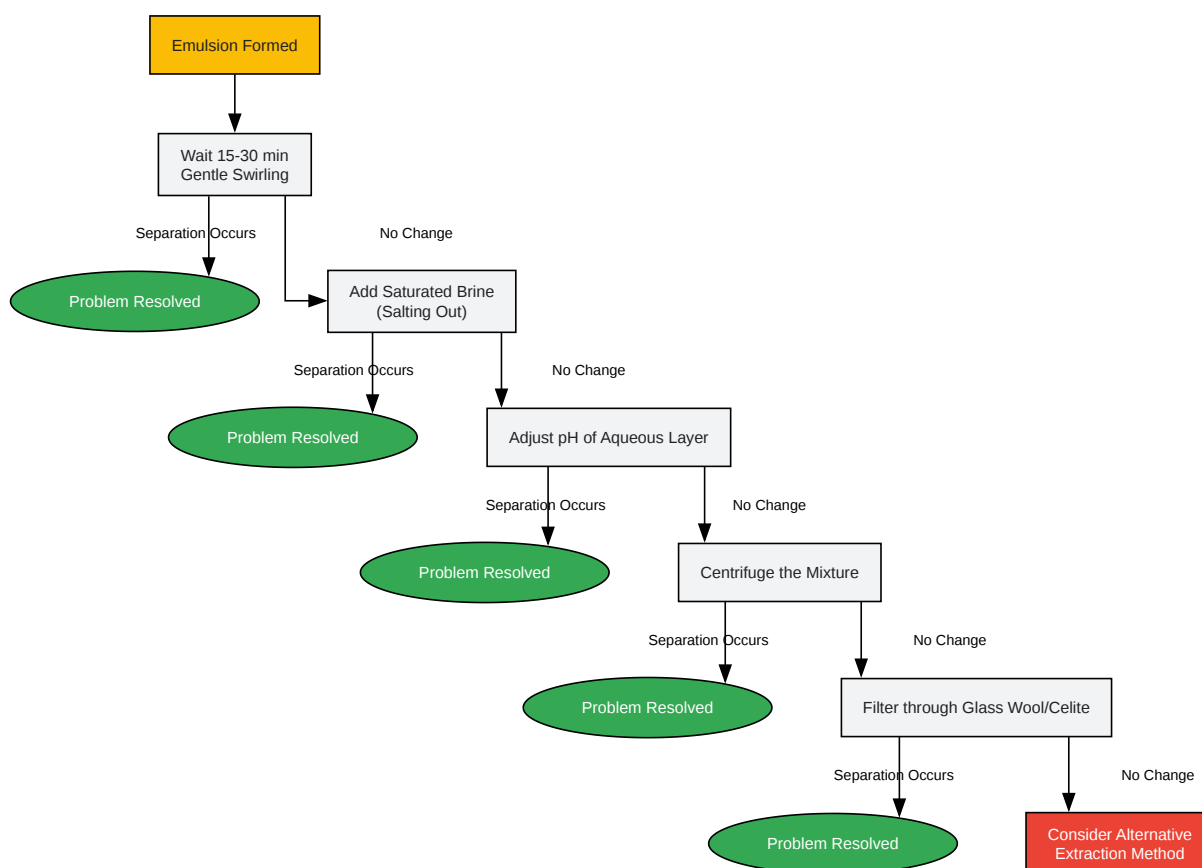 Emulsion Formed
Wait 15-30 min
Gentle Swirling
Separation Occurs
No Change
Problem Resolved
Add Saturated Brine
(Salting Out)
Separation Occurs
No Change
Problem Resolved
Adjust pH of Aqueous Layer
Separation Occurs
No Change
Problem Resolved
Centrifuge the Mixture
Separation Occurs
No Change
Problem Resolved
Filter through Glass Wool/Celite
Separation Occurs
No Change
Problem Resolved
Consider Alternative
Extraction Method